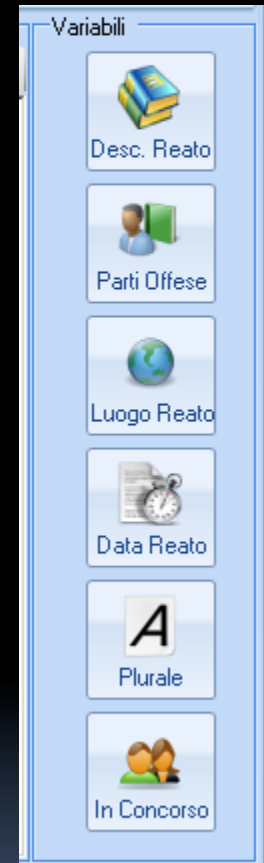 Variabili
Desc. Reato
Parti Offese
Luogo Reato
Data Reato
A
Plurale
In Concorso